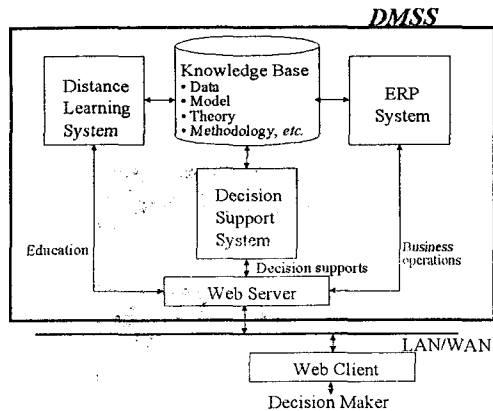 DMSS
Distance
Learning
System
Knowledge Base
• Data
• Model
• Theory
• Methodology, etc.
ERP
System
Decision
Support
System
Education
Business
operations
Decision supports
Web Server
LAN/WAN
Web Client
Decision Maker